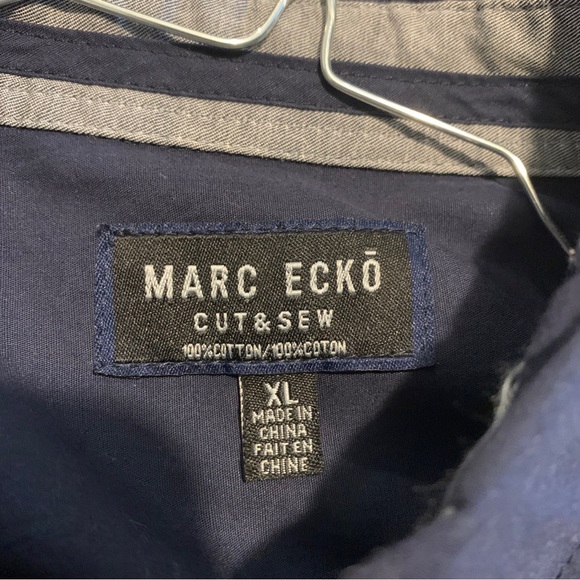 MARC ECKŌ
CUT & SEW
100%COTTON/100%COTON
XL
MADE IN
CHINA
FAIT EN
CHINE